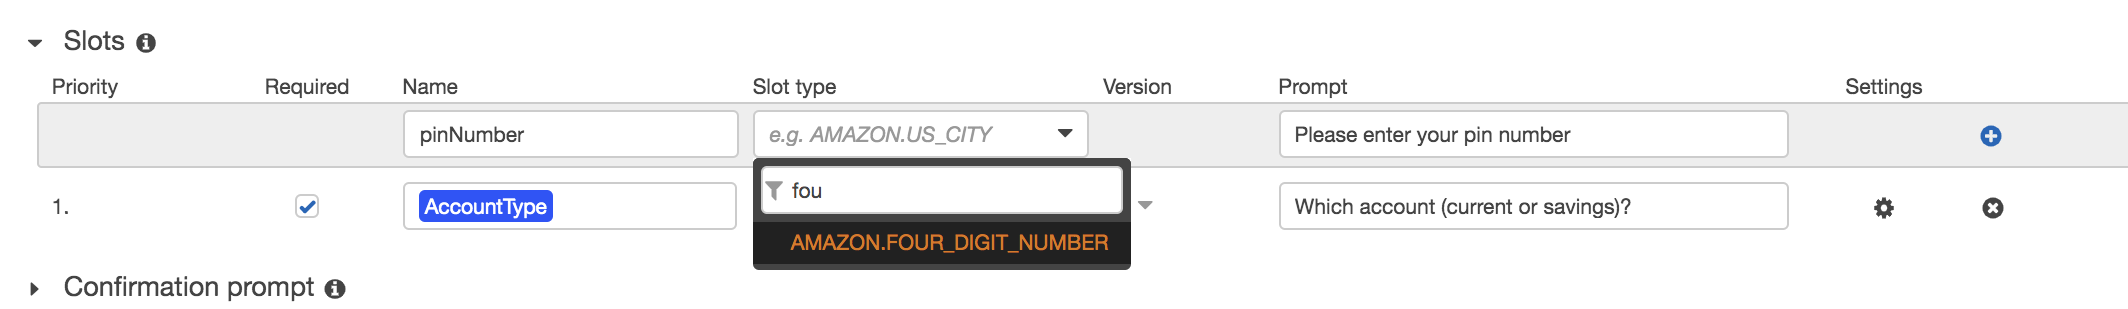 Slots
Priority Required Name Slot type Version Prompt Settings
pinNumber e.g. AMAZON.US_CITY Please enter your pin number
fou
1. AccountType Which account (current or savings)?
AMAZON.FOUR_DIGIT_NUMBER
Confirmation prompt